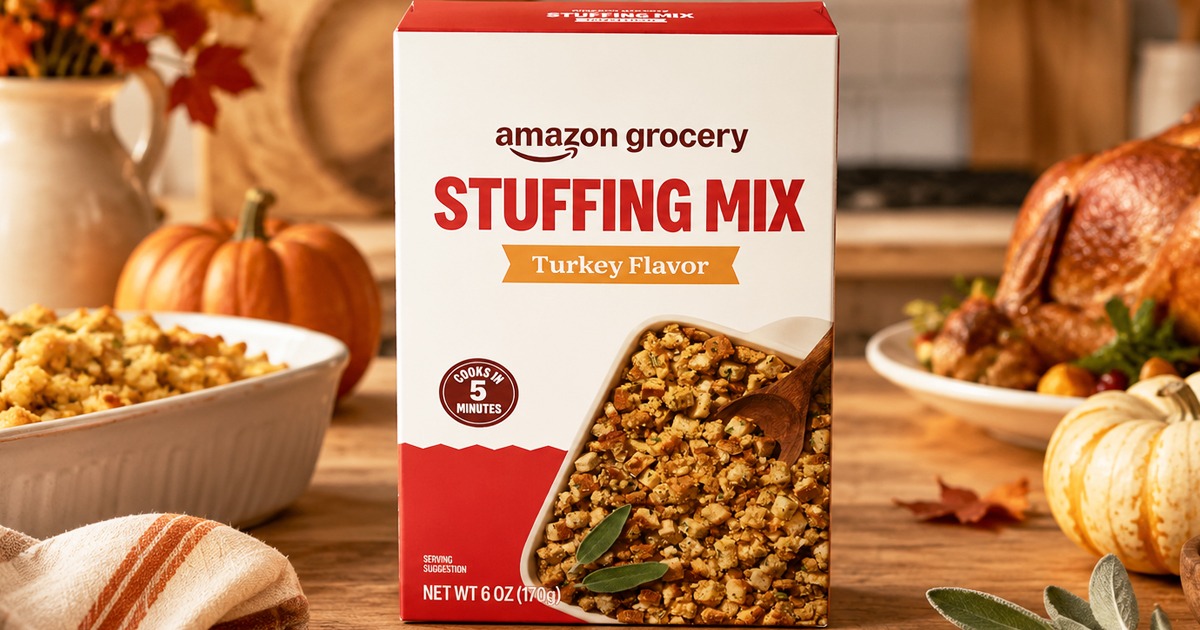 STUFFING MIX
amazon grocery
STUFFING MIX
Turkey Flavor
COOKS IN
5
MINUTES
SERVING
SUGGESTION
NET WT 6 OZ (170g)